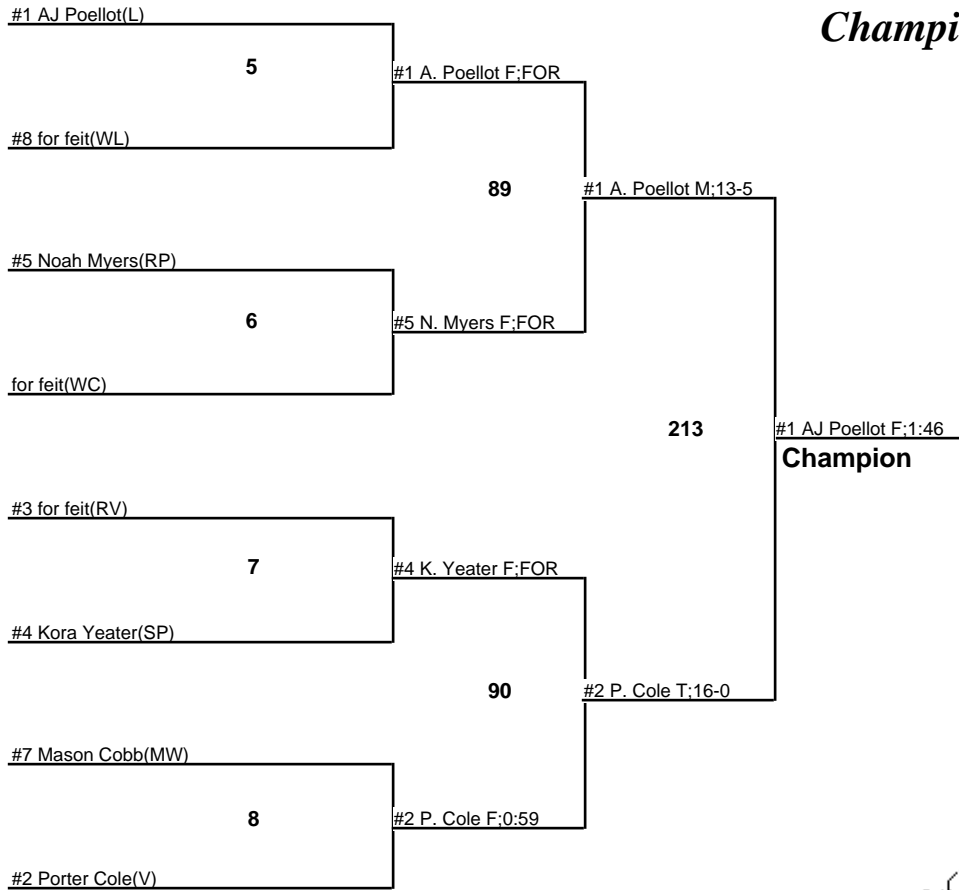 #1 AJ Poellot(L)
Champi
5
#1 A. Poellot F;FOR
#8 for feit(WL)
89
#1 A. Poellot M;13-5
#5 Noah Myers(RP)
6
#5 N. Myers F;FOR
for feit(WC)
213
#1 AJ Poellot F;1:46
Champion
#3 for feit(RV)
7
#4 K. Yeater F;FOR
#4 Kora Yeater(SP)
90
#2 P. Cole T;16-0
#7 Mason Cobb(MW)
8
#2 P. Cole F;0:59
#2 Porter Cole(V)